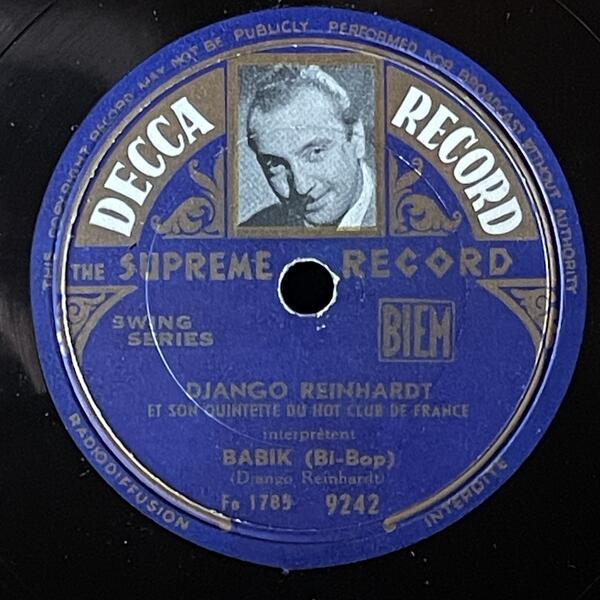 THIS COPYRIGHT RECORD MAY NOT BE PUBLICLY PERFORMED NOR BROADCAST WITHOUT AUTHORITY
DECCA RECORD
THE SUPREME RECORD
SWING
SERIES
BIEM
DJANGO REINHARDT
ET SON QUINTETTE DU HOT CLUB DE FRANCE
interprètent
BABIK (Bi-Bop)
(Django Reinhardt)
Fo 1785 9242
RADIODIFFUSION INTERDITE